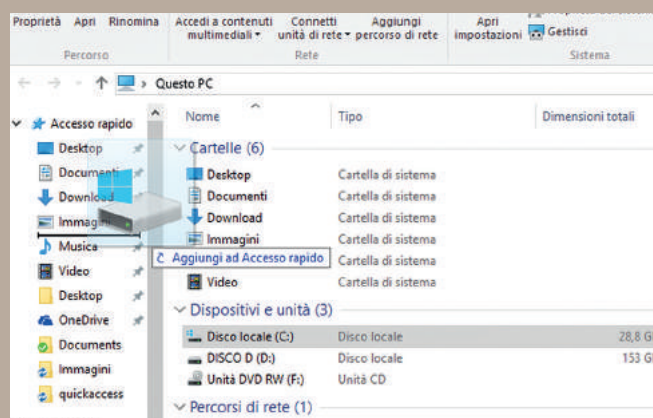 Proprietà Apri Rinomina
Accedi a contenuti multimediali
Connetti unità di rete
Aggiungi percorso di rete
Apri impostazioni
Gestisci
Percorso
Rete
Sistema
Questo PC
Accesso rapido
Desktop
Documenti
Download
Immagini
Musica
Video
Desktop
OneDrive
Documents
Immagini
quickaccess
Nome Tipo Dimensioni totali
Cartelle (6)
Desktop Cartella di sistema
Documenti Cartella di sistema
Download Cartella di sistema
Immagini Cartella di sistema
Aggiungi ad Accesso rapido Cartella di sistema
Video Cartella di sistema
Dispositivi e unità (3)
Disco locale (C:) Disco locale 28,8 G
DISCO D (D:) Disco locale 153 G
Unità DVD RW (F:) Unità CD
Percorsi di rete (1)